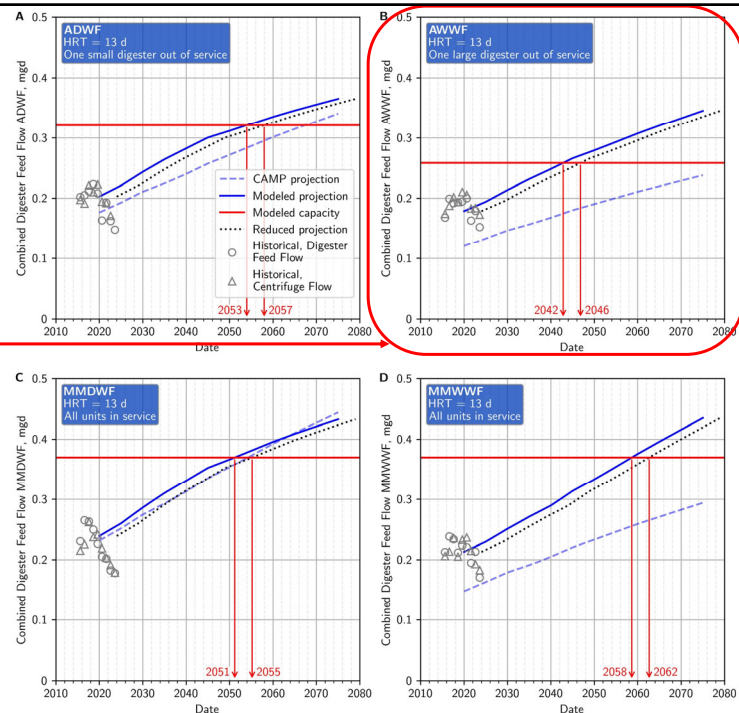 A
ADWF
HRT = 13 d
One small digester out of service
Combined Digester Feed Flow ADWF, mgd
0.5
0.4
0.3
0.2
0.1
0
CAMP projection
Modeled projection
Modeled capacity
Reduced projection
Historical, Digester
Feed Flow
Historical,
Centrifuge Flow
2053
2057
2010 2020 2030 2040 2050 2060 2070 2080
Date
B
AWWF
HRT = 13 d
One large digester out of service
Combined Digester Feed Flow AWWF, mgd
0.5
0.4
0.3
0.2
0.1
0
2042
2046
2010 2020 2030 2040 2050 2060 2070 2080
Date
C
MMDWF
HRT = 13 d
All units in service
Combined Digester Feed Flow MMDWF, mgd
0.5
0.4
0.3
0.2
0.1
0
2051
2055
2010 2020 2030 2040 2050 2060 2070 2080
Date
D
MMWWF
HRT = 13 d
All units in service
Combined Digester Feed Flow MMWWF, mgd
0.5
0.4
0.3
0.2
0.1
0
2058
2062
2010 2020 2030 2040 2050 2060 2070 2080
Date